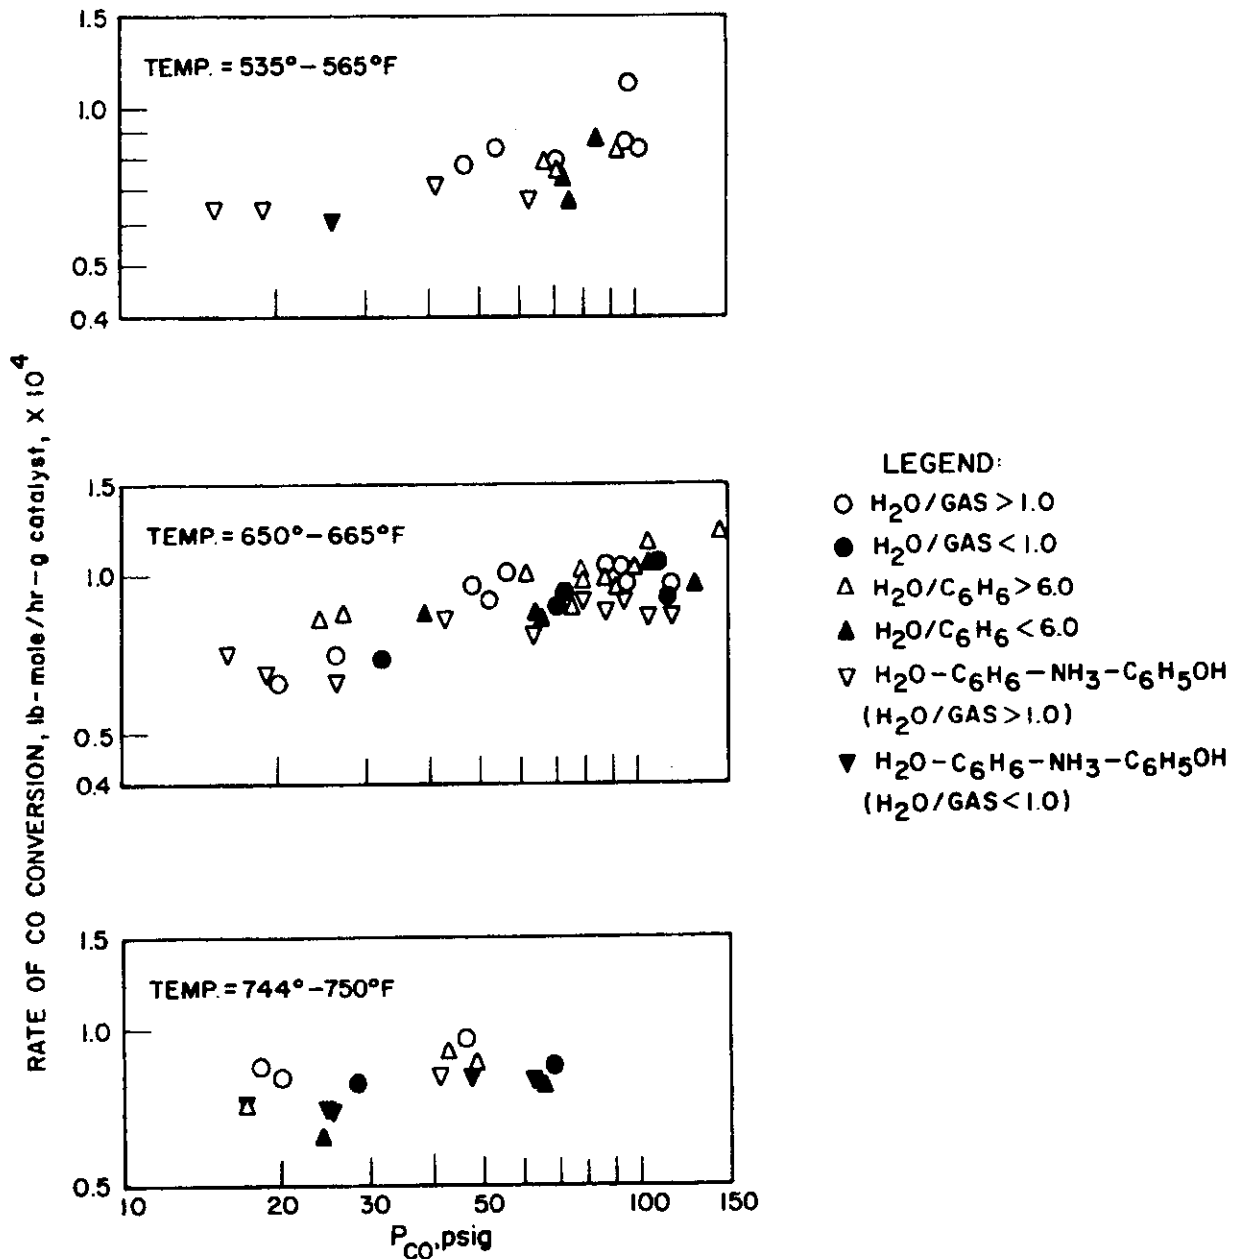 RATE OF CO CONVERSION, lb-mole/hr-g catalyst, X 10⁴
1.5
TEMP. = 535°-565°F
1.0
0.5
0.4
1.5
TEMP. = 650°-665°F
1.0
0.5
0.4
1.5
TEMP. = 744°-750°F
1.0
0.5
10 20 30 50 100 150
P_CO, psig
LEGEND:
H₂O/GAS > 1.0
H₂O/GAS < 1.0
H₂O/C₆H₆ > 6.0
H₂O/C₆H₆ < 6.0
H₂O-C₆H₆-NH₃-C₆H₅OH
(H₂O/GAS > 1.0)
H₂O-C₆H₆-NH₃-C₆H₅OH
(H₂O/GAS < 1.0)